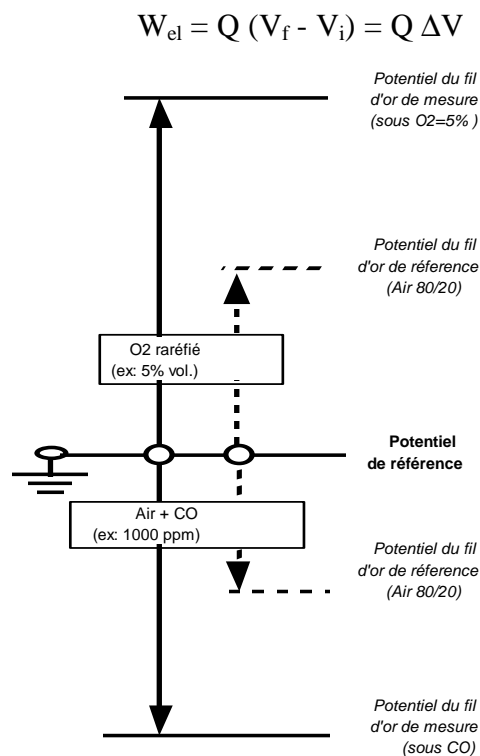 W_el = Q (V_f - V_i) = Q ΔV
Potentiel du fil
d'or de mesure
(sous O2=5% )
Potentiel du fil
d'or de réference
(Air 80/20)
O2 raréfié
(ex: 5% vol.)
Potentiel
de référence
Air + CO
(ex: 1000 ppm)
Potentiel du fil
d'or de réference
(Air 80/20)
Potentiel du fil
d'or de mesure
(sous CO)